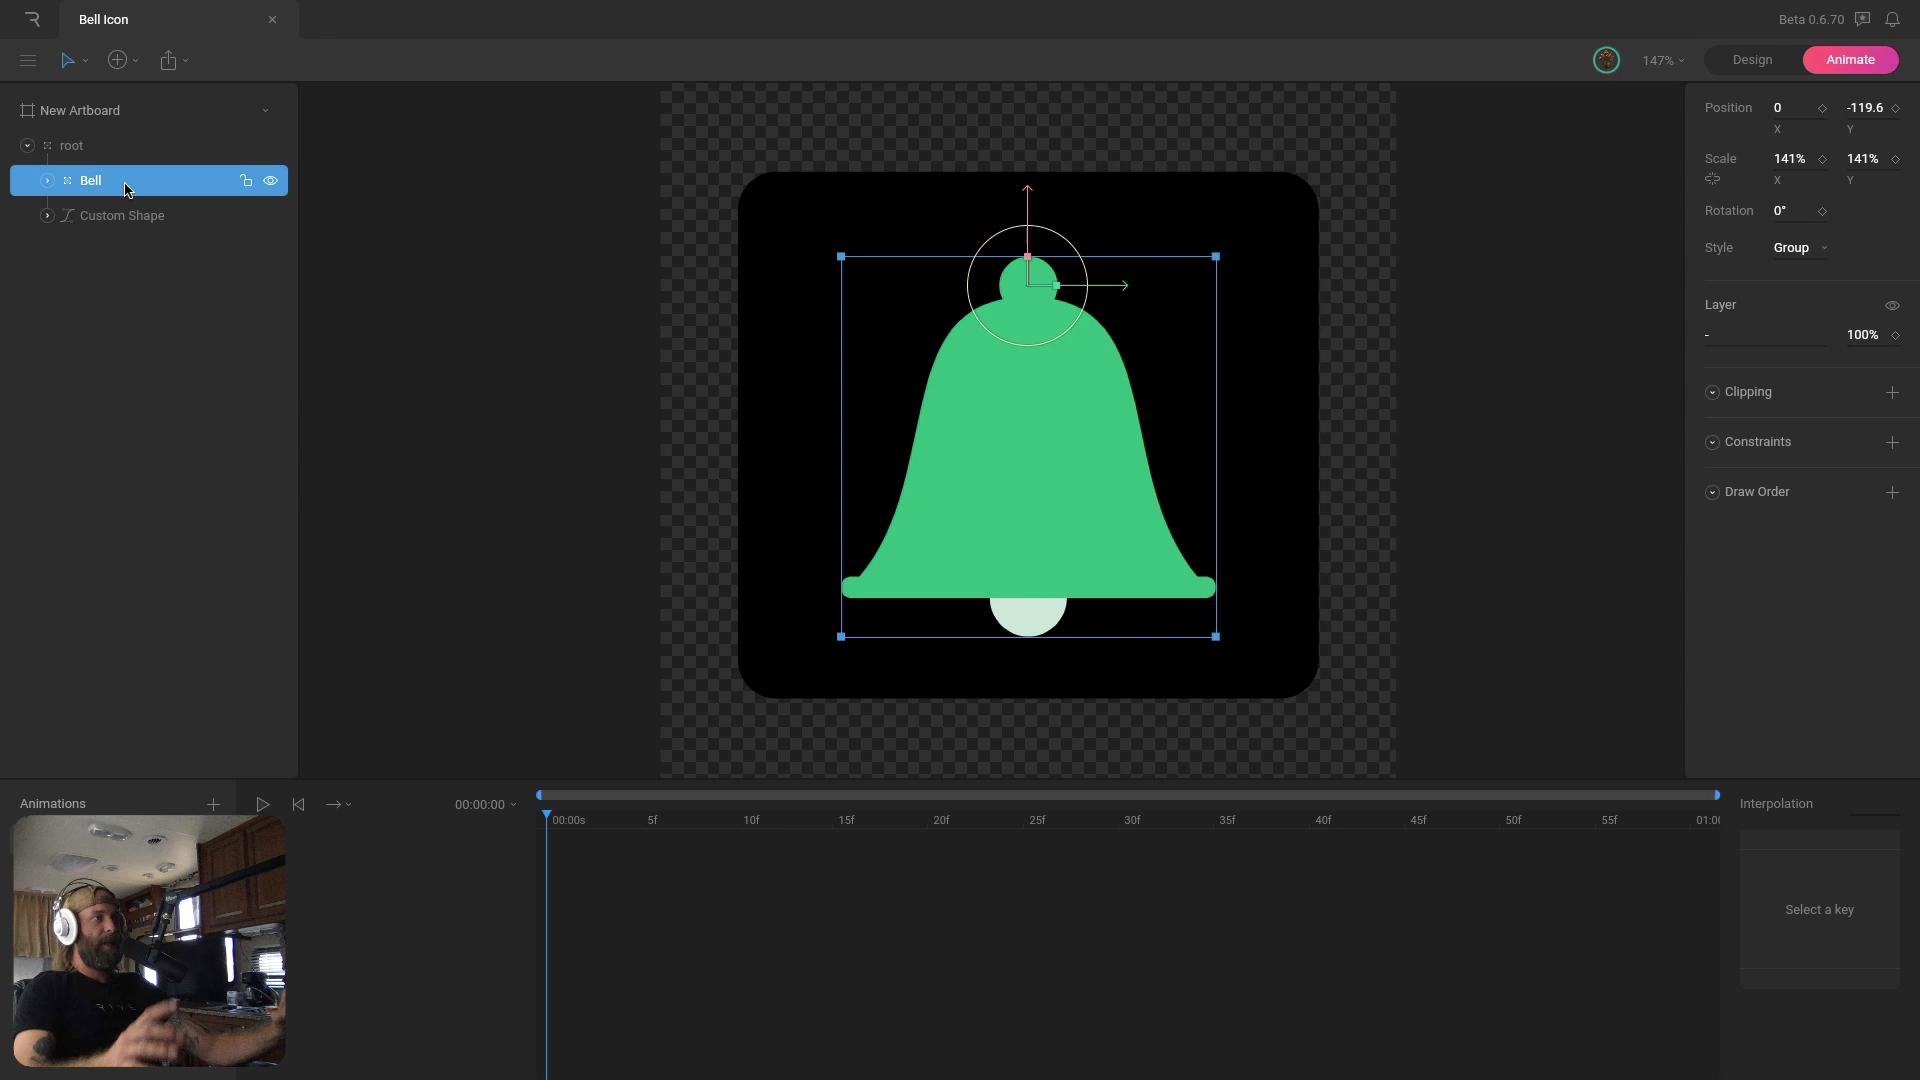 Bell Icon
Beta 0.6.70
147%
Design
Animate
New Artboard
root
Bell
Custom Shape
Position 0 -119.6
X Y
Scale 141% 141%
X Y
Rotation 0°
Style Group
Layer
- 100%
Clipping
Constraints
Draw Order
Animations
00:00:00
00:00s 5f 10f 15f 20f 25f 30f 35f 40f 45f 50f 55f 01:00
Interpolation
Select a key
RIVE